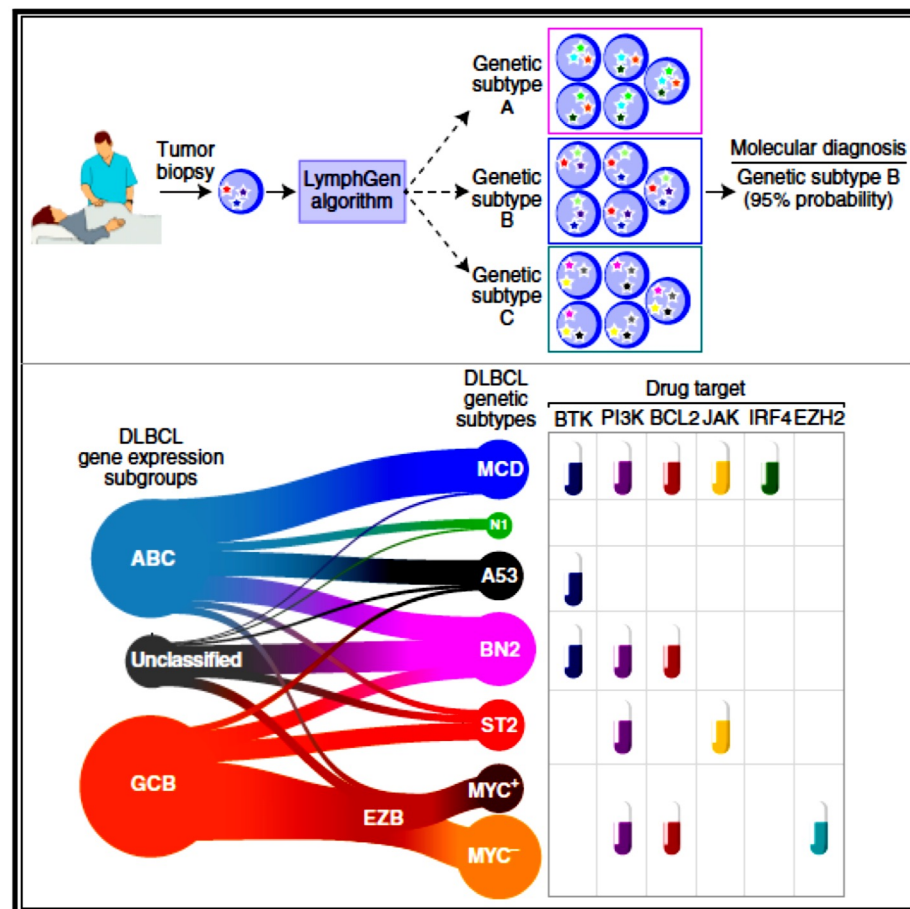 Genetic
subtype
A
Tumor
biopsy
LymphGen
algorithm
Genetic
subtype
B
Molecular diagnosis
Genetic subtype B
(95% probability)
Genetic
subtype
C
DLBCL
gene expression
subgroups
DLBCL
genetic
subtypes
Drug target
BTK PI3K BCL2 JAK IRF4 EZH2
ABC
Unclassified
GCB
EZB
MCD
N1
A53
BN2
ST2
MYC⁺
MYC⁻